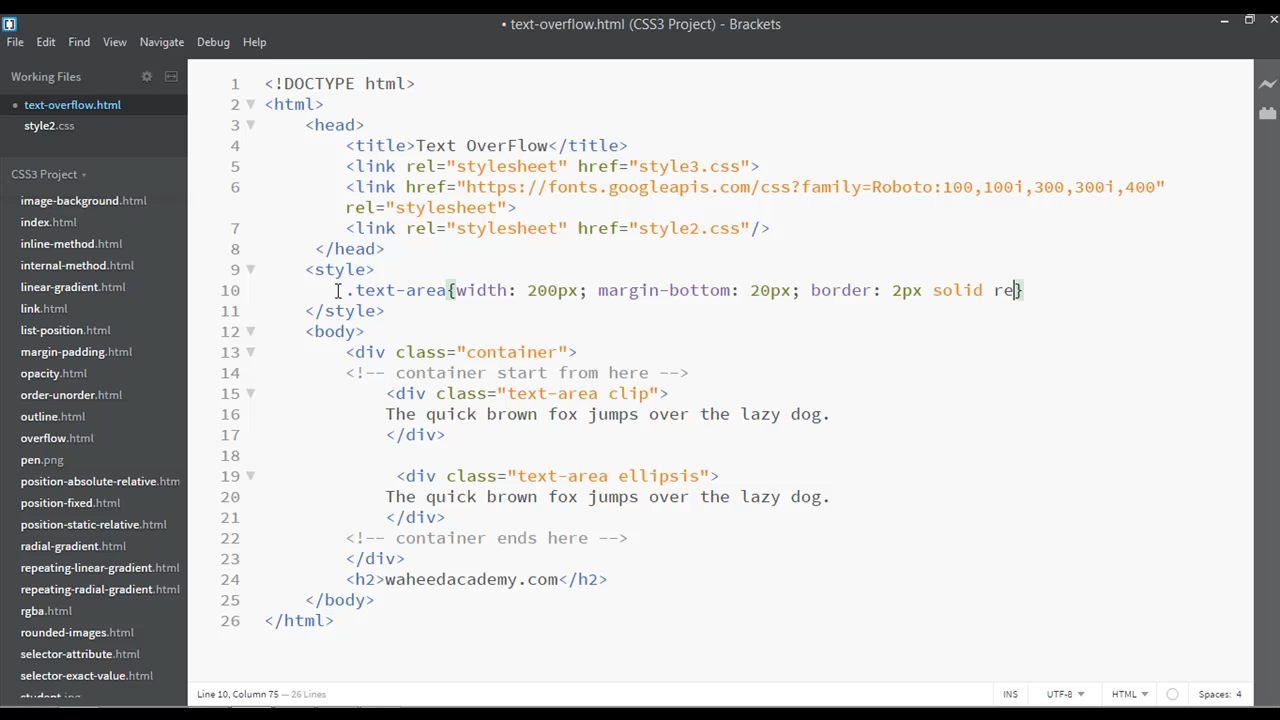 • text-overflow.html (CSS3 Project) - Brackets
File Edit Find View Navigate Debug Help
Working Files
• text-overflow.html
style2.css
CSS3 Project
image-background.html
index.html
inline-method.html
internal-method.html
linear-gradient.html
link.html
list-position.html
margin-padding.html
opacity.html
order-unorder.html
outline.html
overflow.html
pen.png
position-absolute-relative.htm
position-fixed.html
position-static-relative.html
radial-gradient.html
repeating-linear-gradient.html
repeating-radial-gradient.html
rgba.html
rounded-images.html
selector-attribute.html
selector-exact-value.html
1 <!DOCTYPE html>
2 <html>
3 <head>
4 <title>Text OverFlow</title>
5 <link rel="stylesheet" href="style3.css">
6 <link href="https://fonts.googleapis.com/css?family=Roboto:100,100i,300,300i,400"
rel="stylesheet">
7 <link rel="stylesheet" href="style2.css"/>
8 </head>
9 <style>
10 .text-area{width: 200px; margin-bottom: 20px; border: 2px solid re}
11 </style>
12 <body>
13 <div class="container">
14 <!-- container start from here -->
15 <div class="text-area clip">
16 The quick brown fox jumps over the lazy dog.
17 </div>
18
19 <div class="text-area ellipsis">
20 The quick brown fox jumps over the lazy dog.
21 </div>
22 <!-- container ends here -->
23 </div>
24 <h2>waheedacademy.com</h2>
25 </body>
26 </html>
Line 10, Column 75 — 26 Lines
INS UTF-8 HTML Spaces: 4